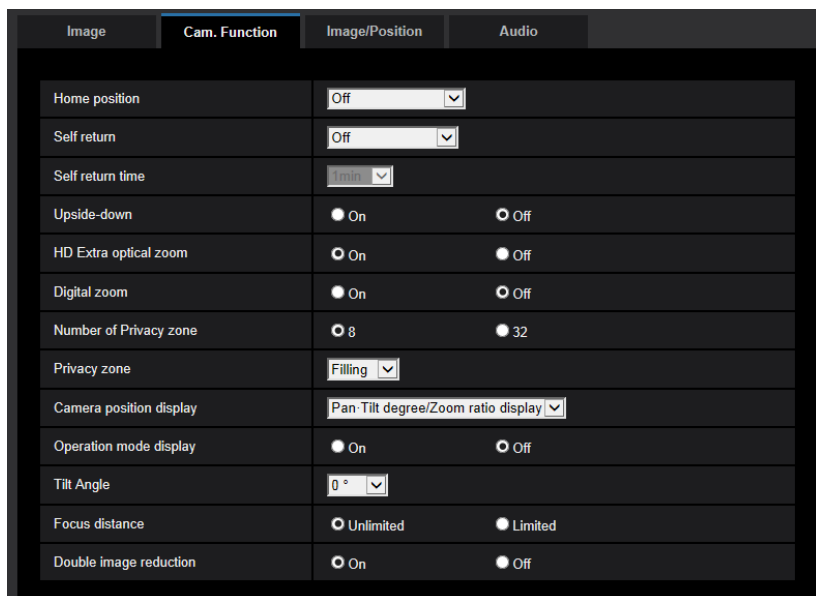 Image Cam. Function Image/Position Audio
Home position Off
Self return Off
Self return time 1min
Upside-down On Off
HD Extra optical zoom On Off
Digital zoom On Off
Number of Privacy zone 8 32
Privacy zone Filling
Camera position display Pan·Tilt degree/Zoom ratio display
Operation mode display On Off
Tilt Angle 0 °
Focus distance Unlimited Limited
Double image reduction On Off